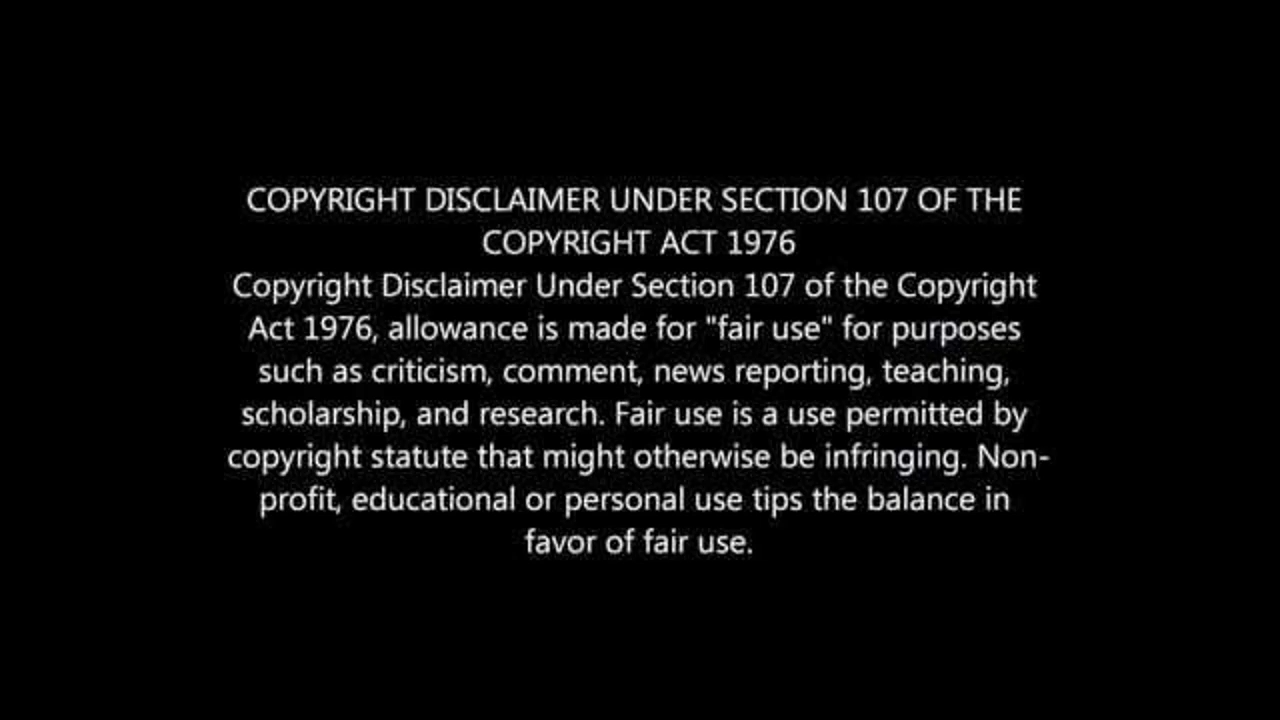 COPYRIGHT DISCLAIMER UNDER SECTION 107 OF THE
COPYRIGHT ACT 1976
Copyright Disclaimer Under Section 107 of the Copyright
Act 1976, allowance is made for "fair use" for purposes
such as criticism, comment, news reporting, teaching,
scholarship, and research. Fair use is a use permitted by
copyright statute that might otherwise be infringing. Non-
profit, educational or personal use tips the balance in
favor of fair use.